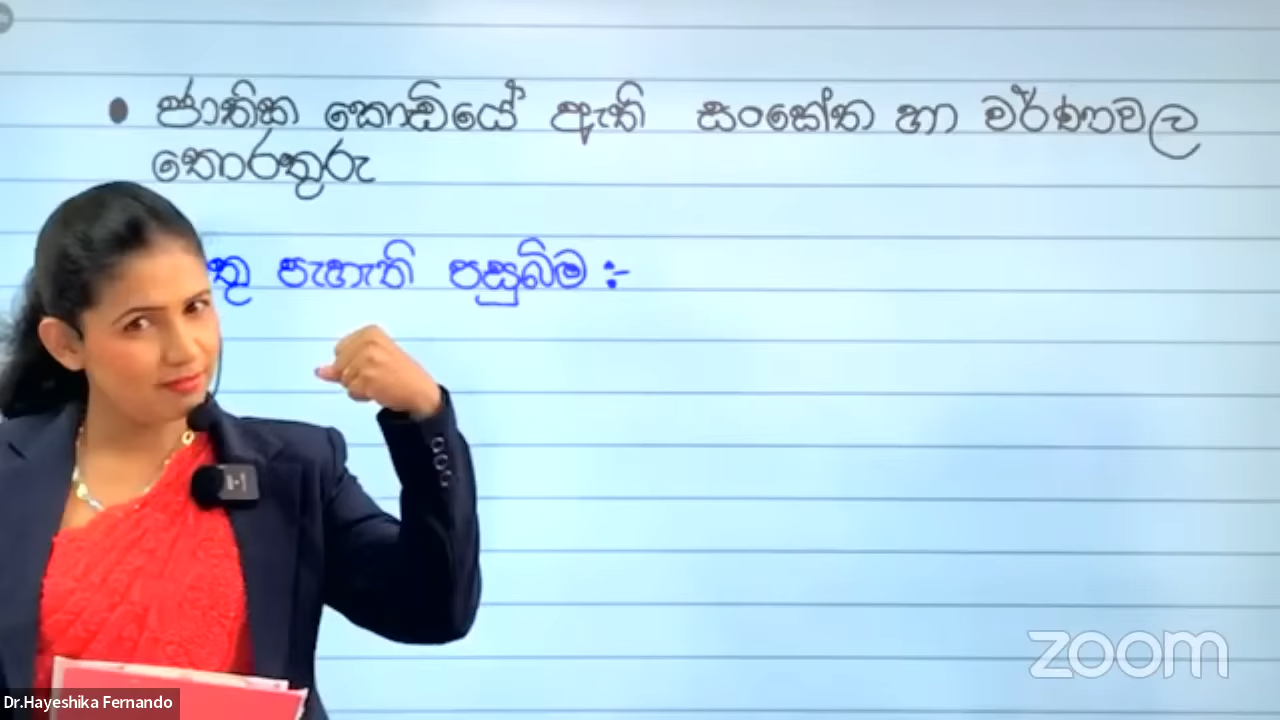 • ජාතික කොඩියේ ඇති සංකේත හා වර්ණවල
තොරතුරු
පැහැති පසුබිම :-
zoom
Dr.Hayeshika Fernando